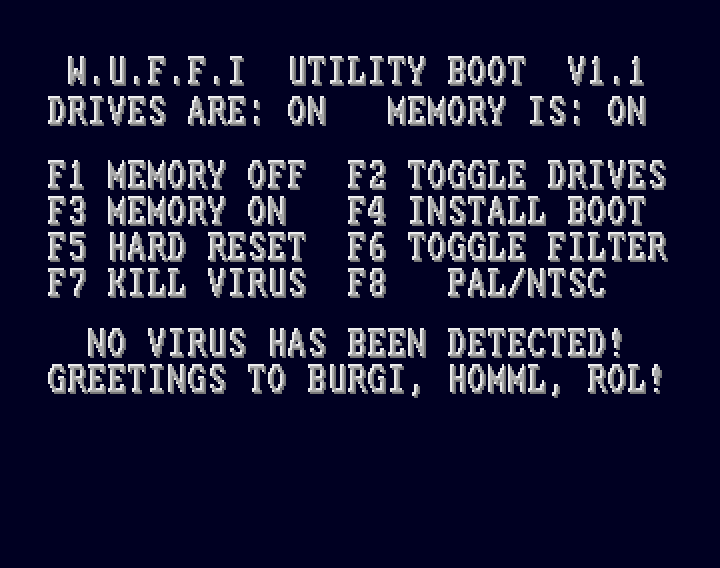 W.U.F.F.I  UTILITY BOOT  V1.1
DRIVES ARE: ON   MEMORY IS: ON
F1 MEMORY OFF  F2 TOGGLE DRIVES
F3 MEMORY ON   F4 INSTALL BOOT
F5 HARD RESET  F6 TOGGLE FILTER
F7 KILL VIRUS  F8   PAL/NTSC
NO VIRUS HAS BEEN DETECTED!
GREETINGS TO BURGI, HOMML, ROL!